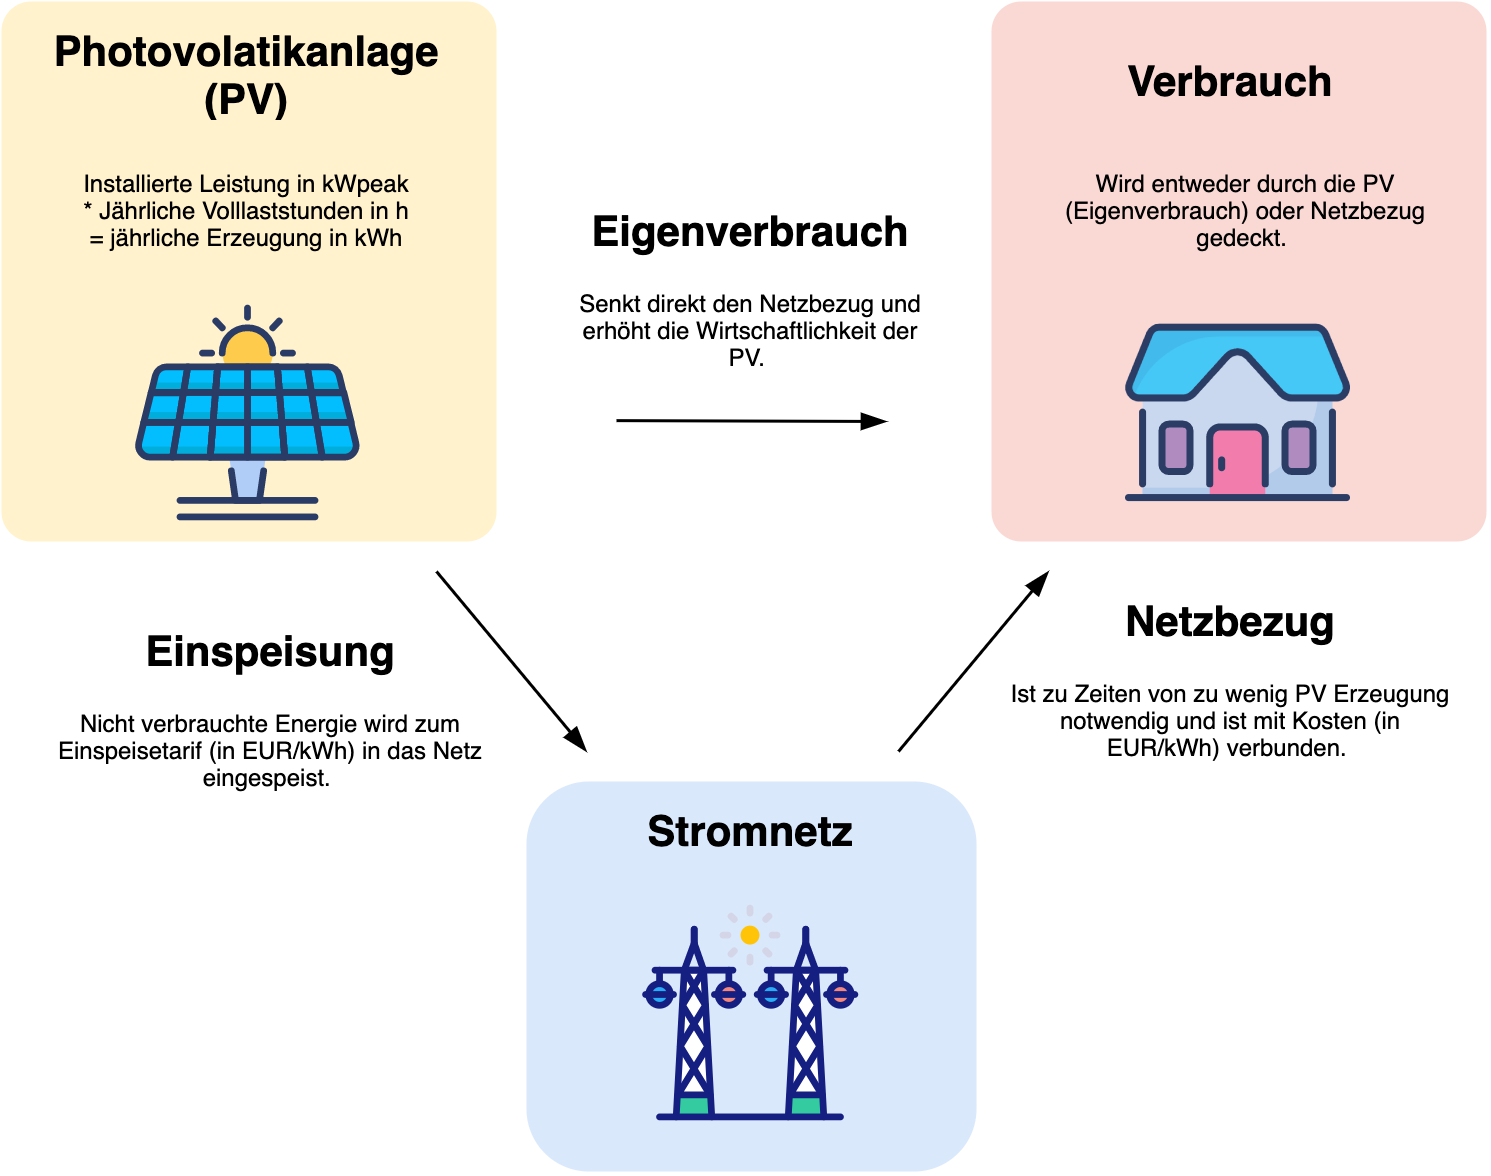 Photovolatikanlage
(PV)
Installierte Leistung in kWpeak
* Jährliche Volllaststunden in h
= jährliche Erzeugung in kWh
Eigenverbrauch
Senkt direkt den Netzbezug und
erhöht die Wirtschaftlichkeit der
PV.
Verbrauch
Wird entweder durch die PV
(Eigenverbrauch) oder Netzbezug
gedeckt.
Einspeisung
Nicht verbrauchte Energie wird zum
Einspeisetarif (in EUR/kWh) in das Netz
eingespeist.
Netzbezug
Ist zu Zeiten von zu wenig PV Erzeugung
notwendig und ist mit Kosten (in
EUR/kWh) verbunden.
Stromnetz